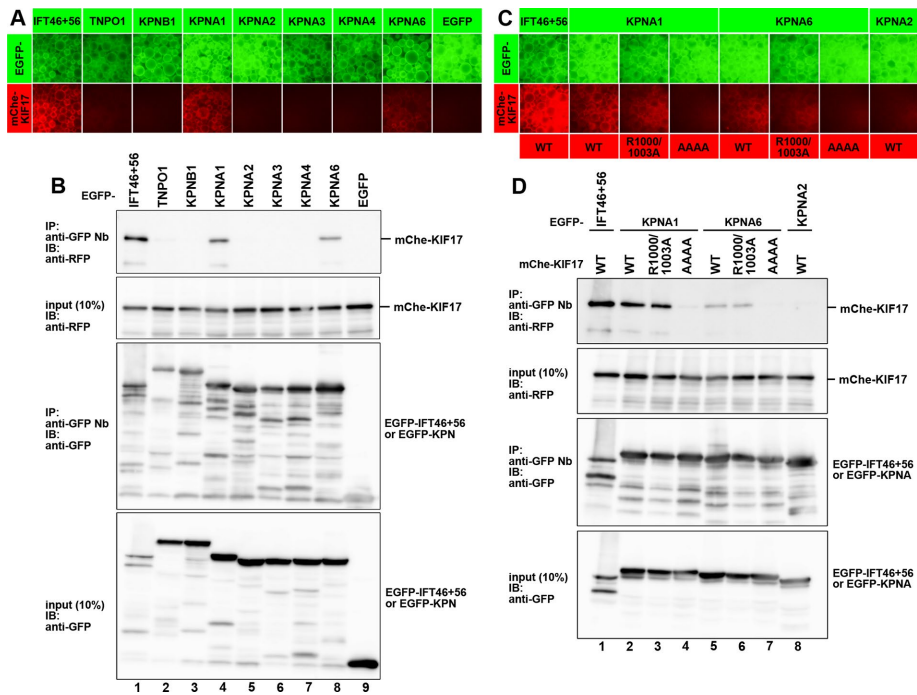 A
IFT46+56 TNPO1 KPNB1 KPNA1 KPNA2 KPNA3 KPNA4 KPNA6 EGFP
EGFP-
mChe-
KIF17
B
EGFP-
IFT46+56 TNPO1 KPNB1 KPNA1 KPNA2 KPNA3 KPNA4 KPNA6 EGFP
IP:
anti-GFP Nb
IB:
anti-RFP
mChe-KIF17
input (10%)
IB:
anti-RFP
mChe-KIF17
IP:
anti-GFP Nb
IB:
anti-GFP
EGFP-IFT46+56
or EGFP-KPN
input (10%)
IB:
anti-GFP
EGFP-IFT46+56
or EGFP-KPN
1 2 3 4 5 6 7 8 9
C
IFT46+56 KPNA1 KPNA6 KPNA2
EGFP-
mChe-
KIF17
WT WT R1000/1003A AAAA WT R1000/1003A AAAA WT
D
EGFP-
IFT46+56 KPNA1 KPNA6 KPNA2
mChe-KIF17
WT WT R1000/1003A AAAA WT R1000/1003A AAAA WT
IP:
anti-GFP Nb
IB:
anti-RFP
mChe-KIF17
input (10%)
IB:
anti-RFP
mChe-KIF17
IP:
anti-GFP Nb
IB:
anti-GFP
EGFP-IFT46+56
or EGFP-KPNA
input (10%)
IB:
anti-GFP
EGFP-IFT46+56
or EGFP-KPNA
1 2 3 4 5 6 7 8